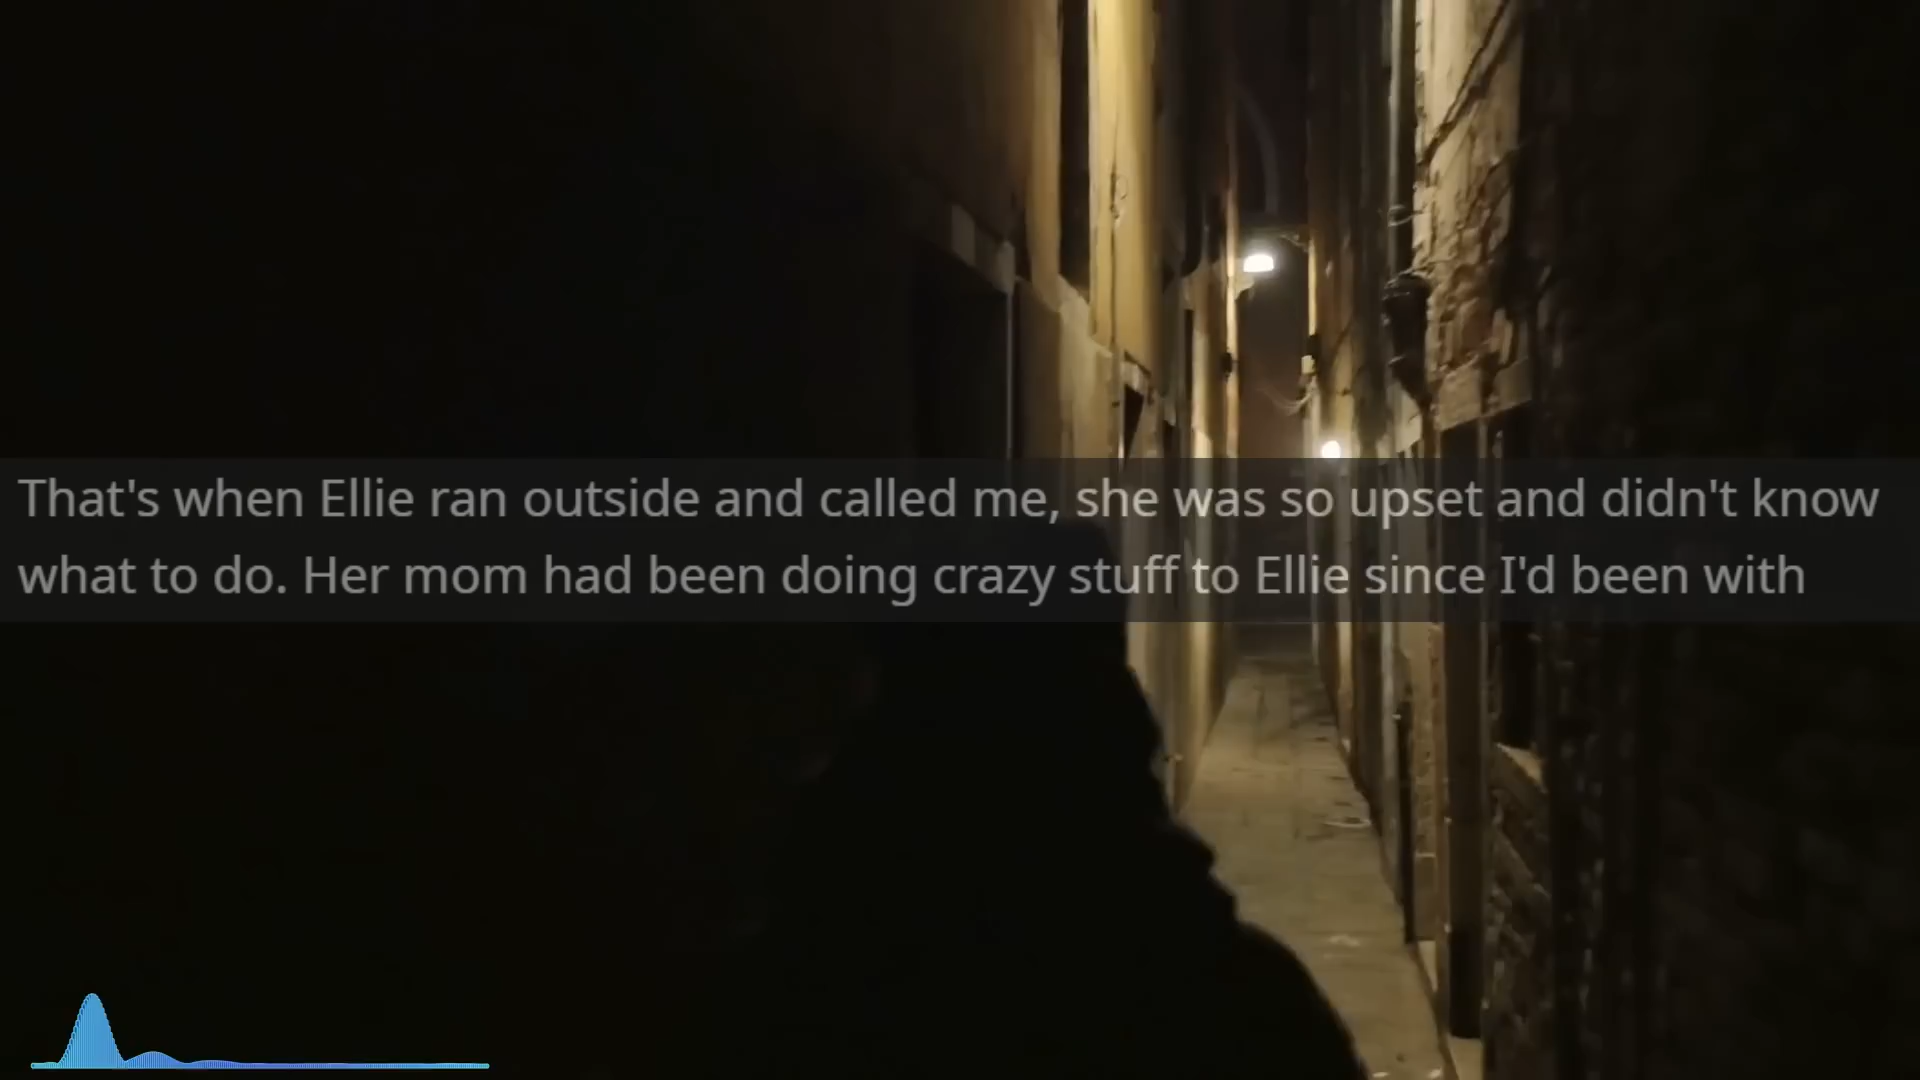 That's when Ellie ran outside and called me, she was so upset and didn't know
what to do. Her mom had been doing crazy stuff to Ellie since I'd been with